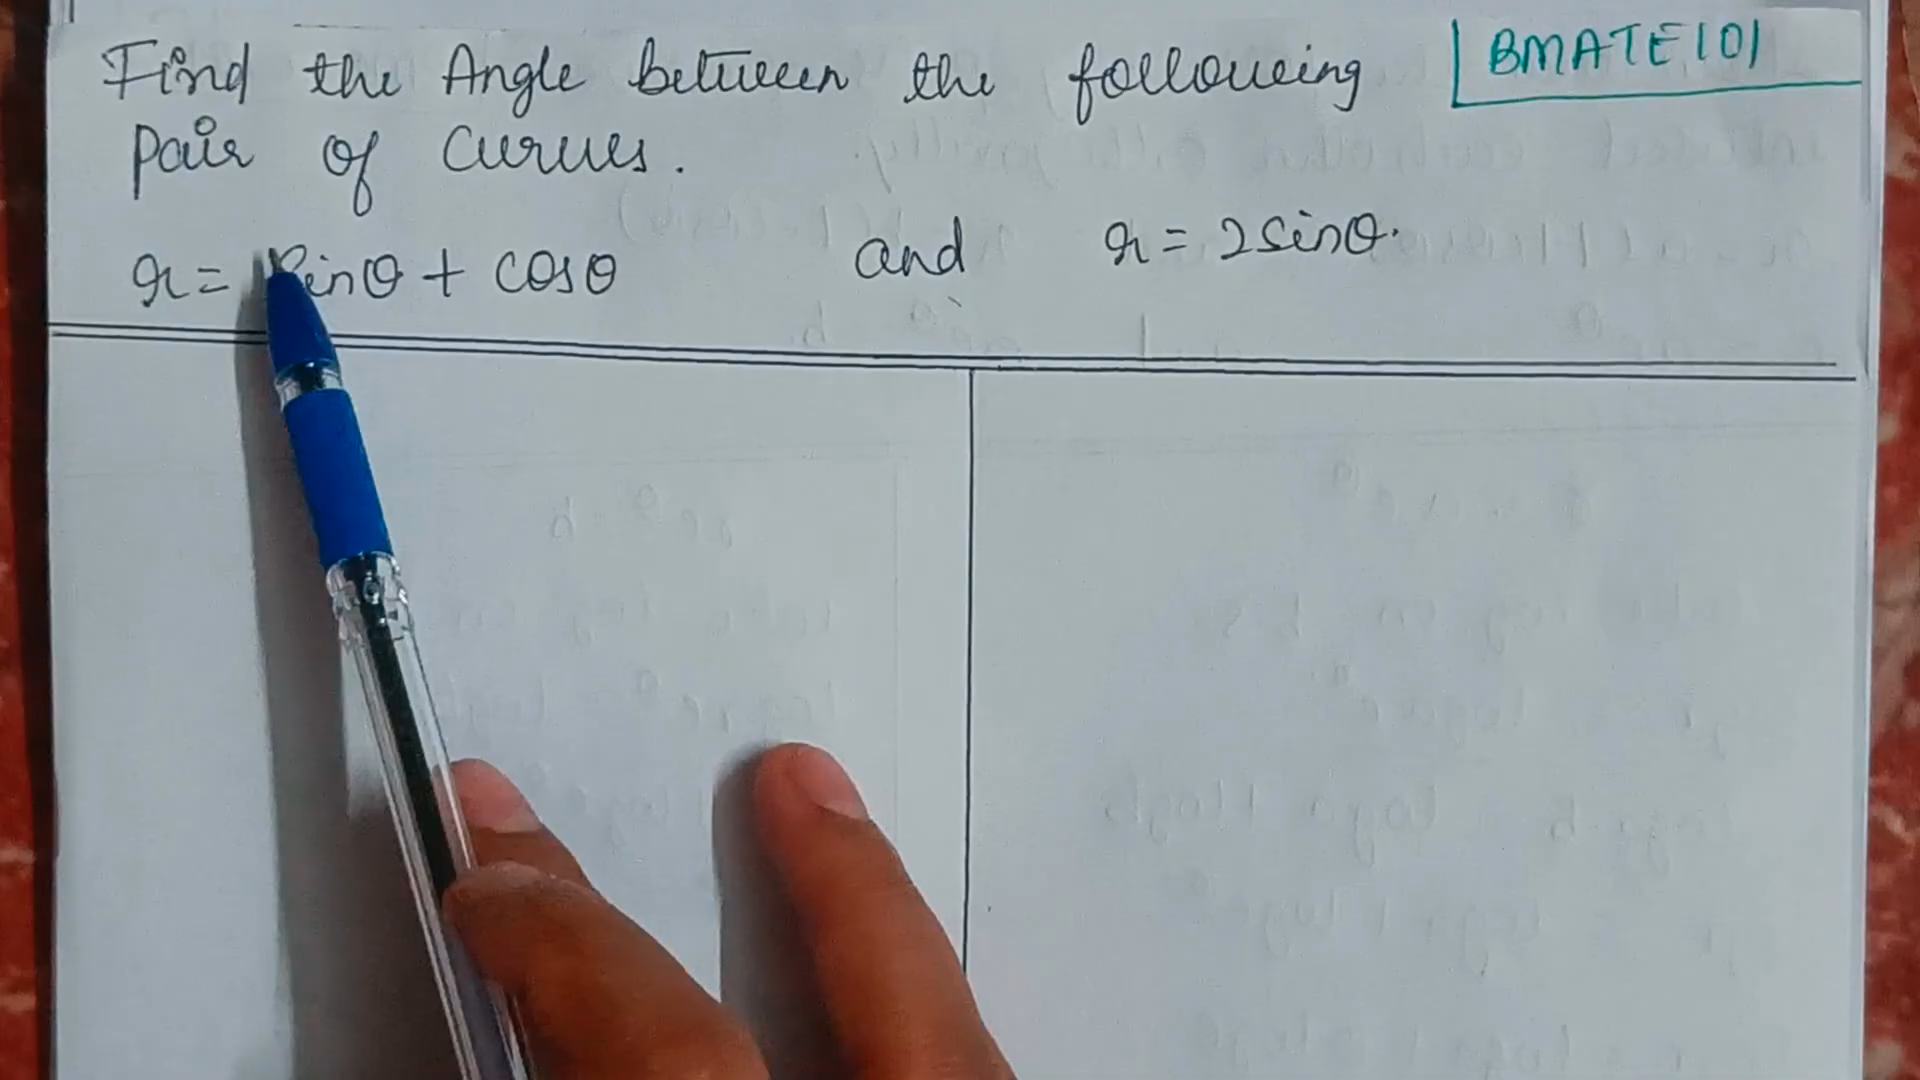 Find the Angle between the following
BMATE101
pair of curves.
r = sinθ + cosθ and r = 2sinθ.